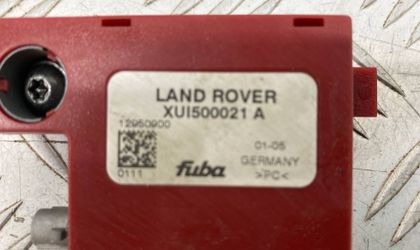 LAND ROVER
XUI500021 A
12950900
0111
fuba
01-05
GERMANY
>PC<